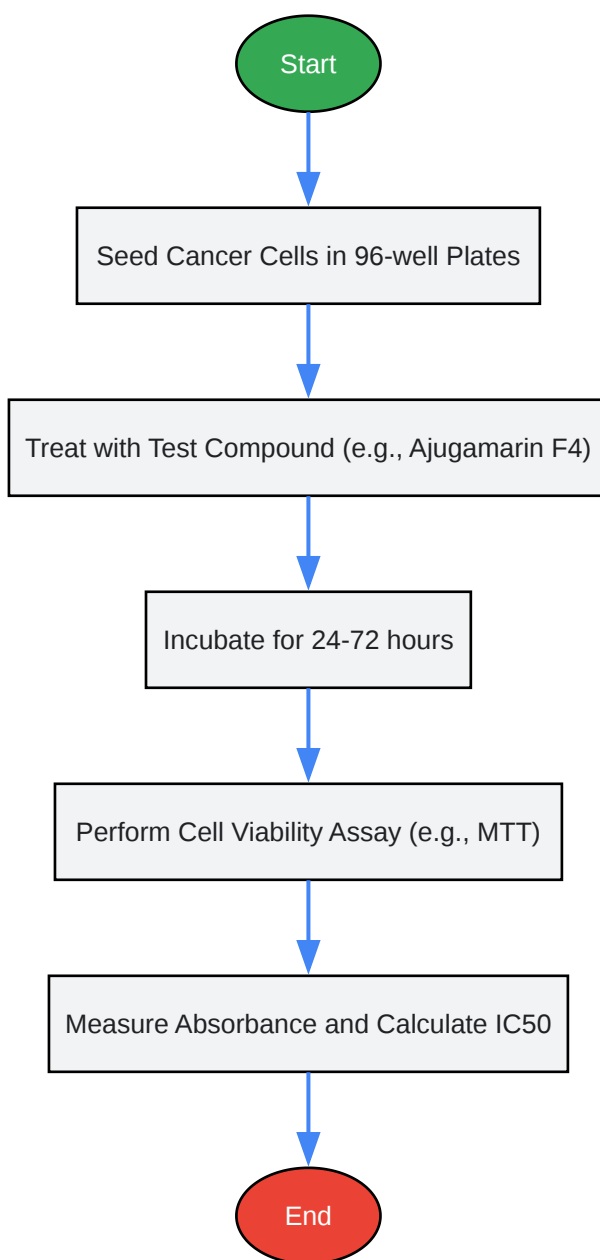 Start
Seed Cancer Cells in 96-well Plates
Treat with Test Compound (e.g., Ajugamarin F4)
Incubate for 24-72 hours
Perform Cell Viability Assay (e.g., MTT)
Measure Absorbance and Calculate IC50
End